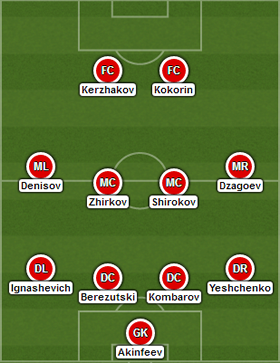 FC FC
Kerzhakov Kokorin
ML MR
Denisov Dzagoev
MC MC
Zhirkov Shirokov
DL DR
Ignashevich Yeshchenko
DC DC
Berezutski Kombarov
GK
Akinfeev